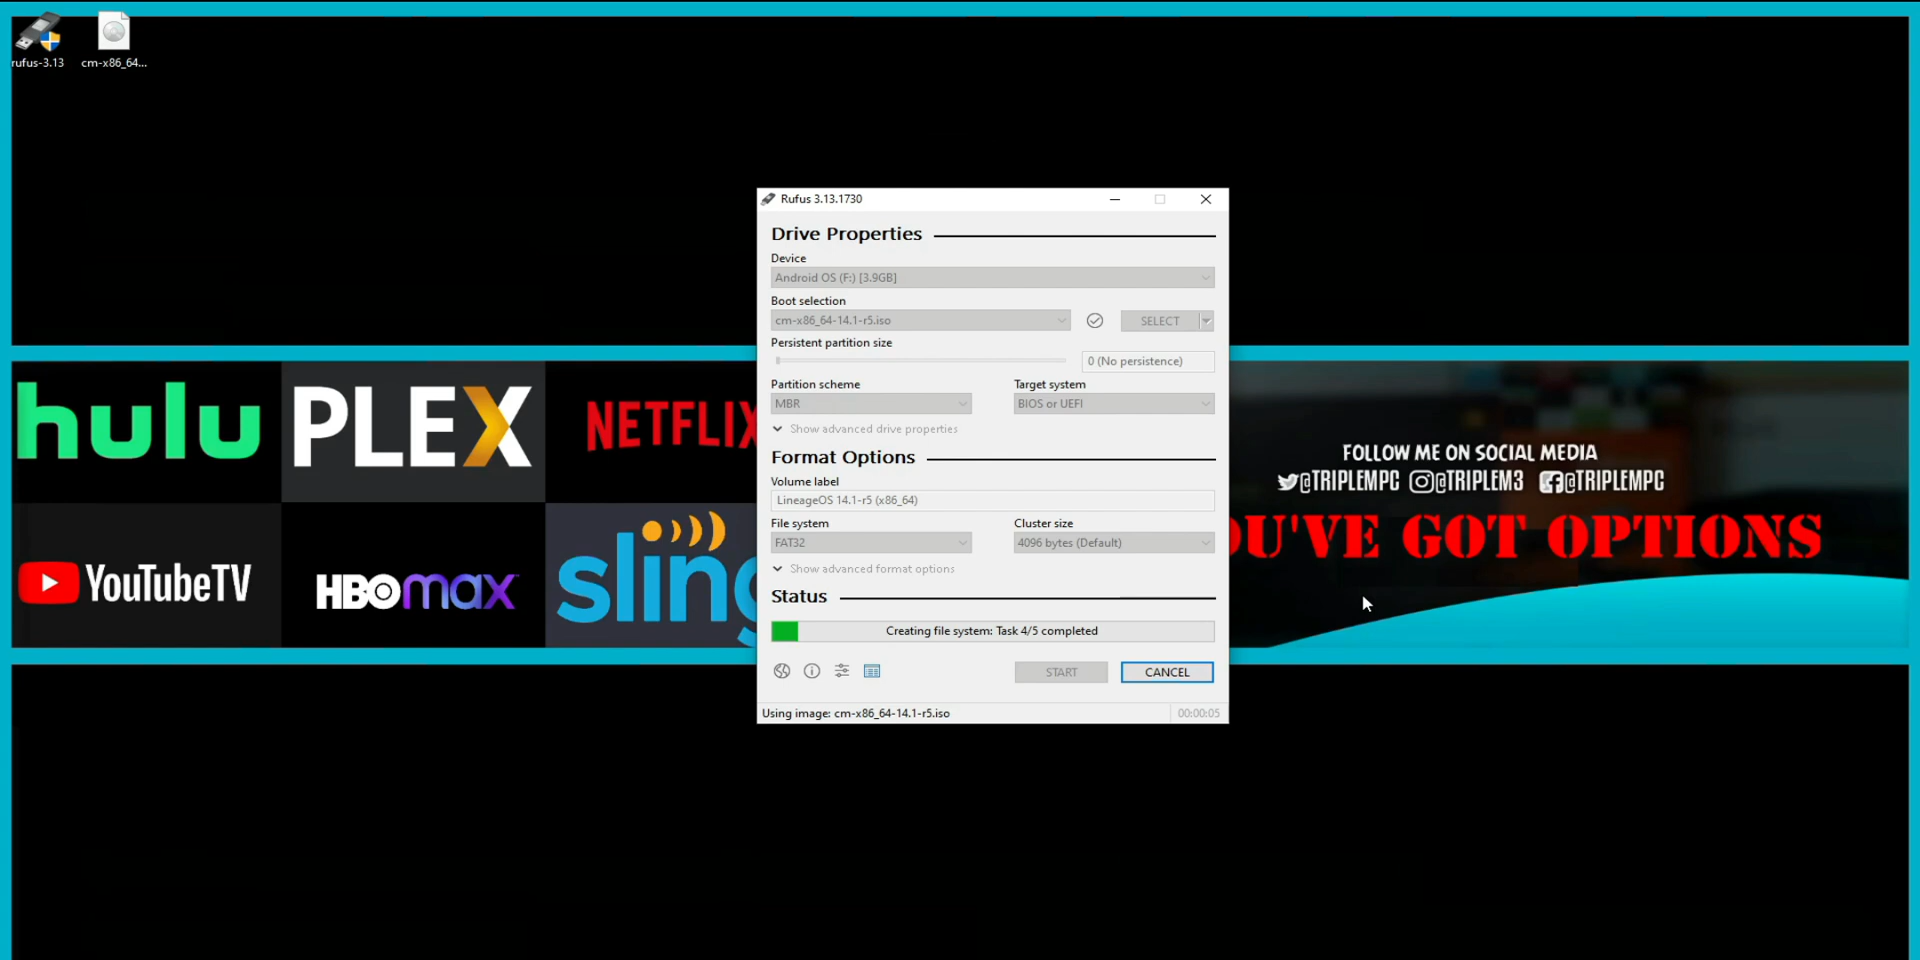 rufus-3.13
cm-x86_64...
Rufus 3.13.1730
Drive Properties
Device
Android OS (F:) [3.9GB]
Boot selection
cm-x86_64-14.1-r5.iso
SELECT
Persistent partition size
0 (No persistence)
Partition scheme
Target system
MBR
BIOS or UEFI
Show advanced drive properties
Format Options
Volume label
LineageOS 14.1-r5 (x86_64)
File system
Cluster size
FAT32
4096 bytes (Default)
Show advanced format options
Status
Creating file system: Task 4/5 completed
START
CANCEL
Using image: cm-x86_64-14.1-r5.iso
00:00:05
hulu
PLEX
NETFLIX
YouTubeTV
HBOmax
sling
FOLLOW ME ON SOCIAL MEDIA
@TRIPLEMPC @TRIPLEM3 @TRIPLEMPC
OU'VE GOT OPTIONS